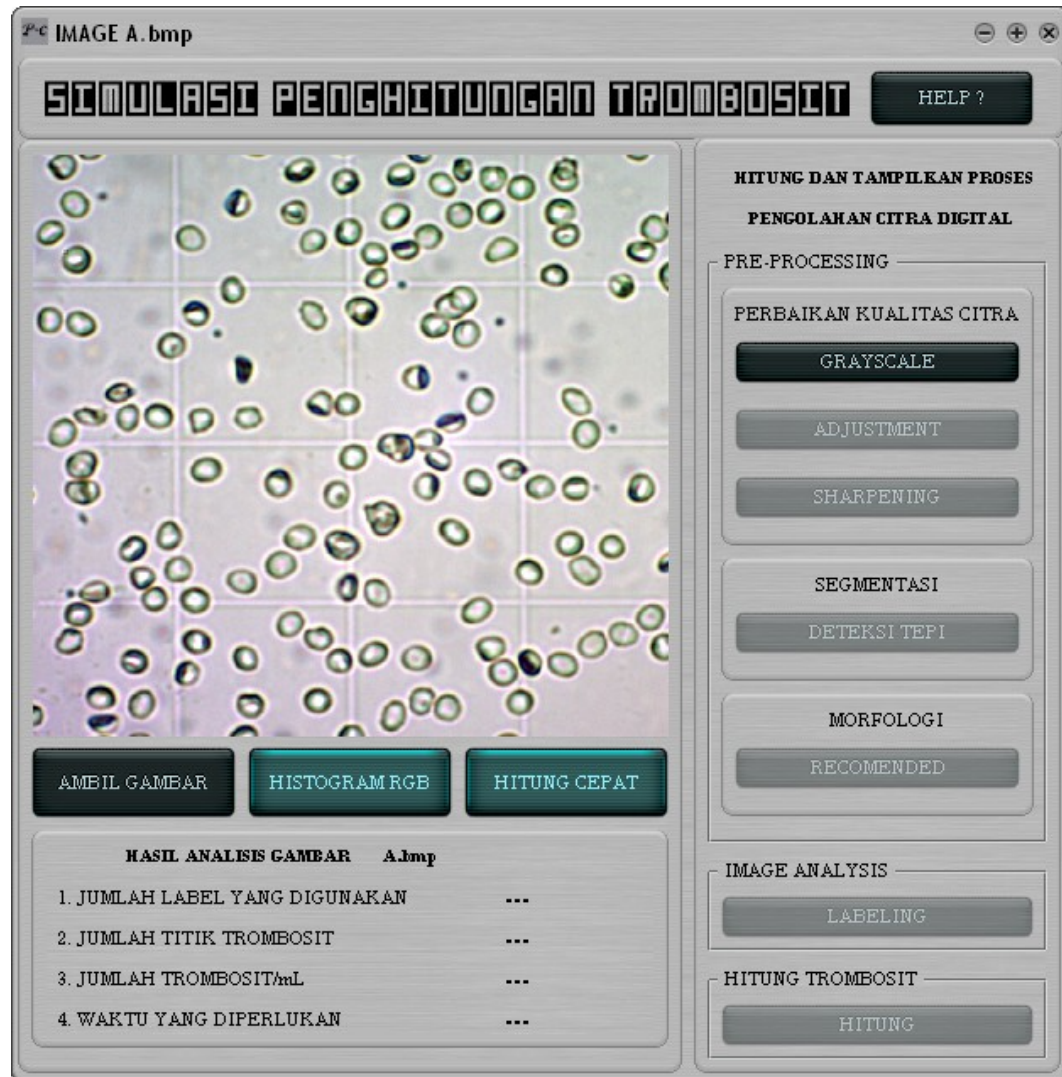 P-C IMAGE A.bmp
SIMULASI PENGHITUNGAN TROMBOSIT
HELP ?
AMBIL GAMBAR
HISTOGRAM RGB
HITUNG CEPAT
HASIL ANALISIS GAMBAR A.bmp
1. JUMLAH LABEL YANG DIGUNAKAN ---
2. JUMLAH TITIK TROMBOSIT ---
3. JUMLAH TROMBOSIT/mL ---
4. WAKTU YANG DIPERLUKAN ---
HITUNG DAN TAMPILKAN PROSES
PENGOLAHAN CITRA DIGITAL
PRE-PROCESSING
PERBAIKAN KUALITAS CITRA
GRAYSCALE
ADJUSTMENT
SHARPENING
SEGMENTASI
DETEKSI TEPI
MORFOLOGI
RECOMENDED
IMAGE ANALYSIS
LABELING
HITUNG TROMBOSIT
HITUNG